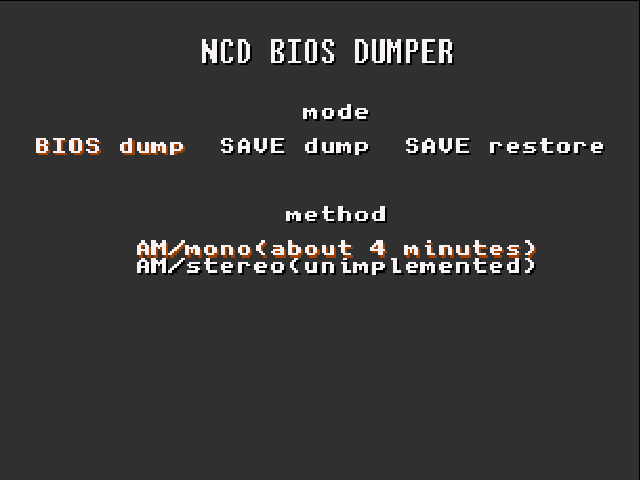 NCD BIOS DUMPER
mode
BIOS dump SAVE dump SAVE restore
method
AM/mono(about 4 minutes)
AM/stereo(unimplemented)